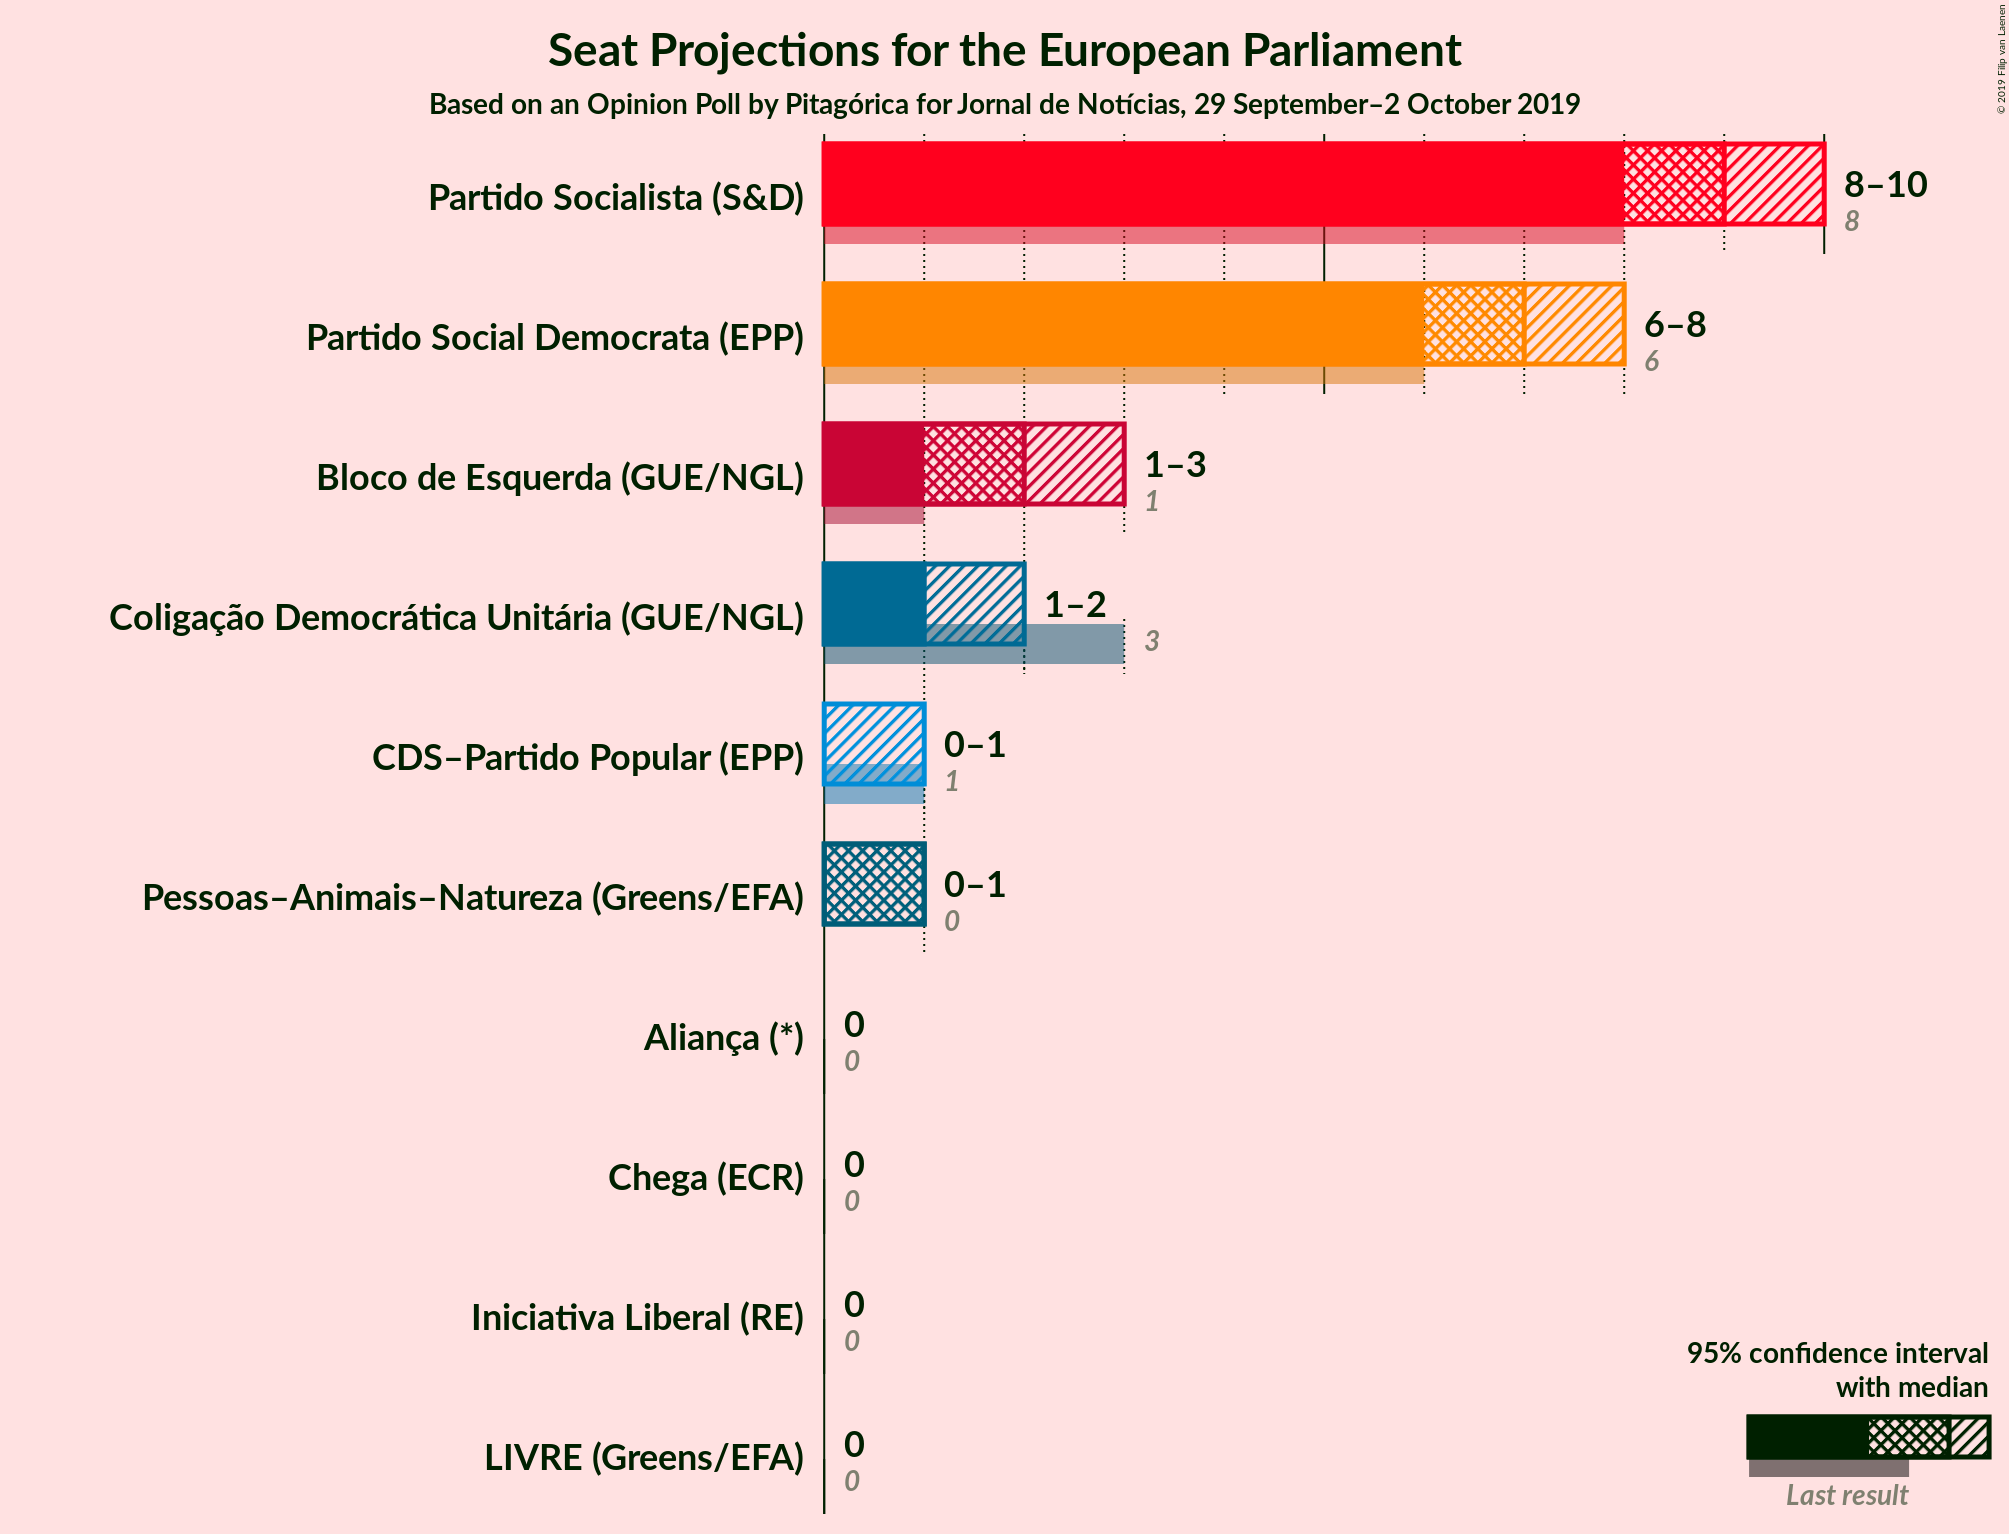 Seat Projections for the European Parliament
Based on an Opinion Poll by Pitagórica for Jornal de Notícias, 29 September–2 October 2019
© 2019 Filip van Laenen
Partido Socialista (S&D)
8–10
8
Partido Social Democrata (EPP)
6–8
6
Bloco de Esquerda (GUE/NGL)
1–3
1
Coligação Democrática Unitária (GUE/NGL)
1–2
3
CDS–Partido Popular (EPP)
0–1
1
Pessoas–Animais–Natureza (Greens/EFA)
0–1
0
Aliança (*)
0
0
Chega (ECR)
0
0
Iniciativa Liberal (RE)
0
0
LIVRE (Greens/EFA)
0
0
95% confidence interval
with median
Last result